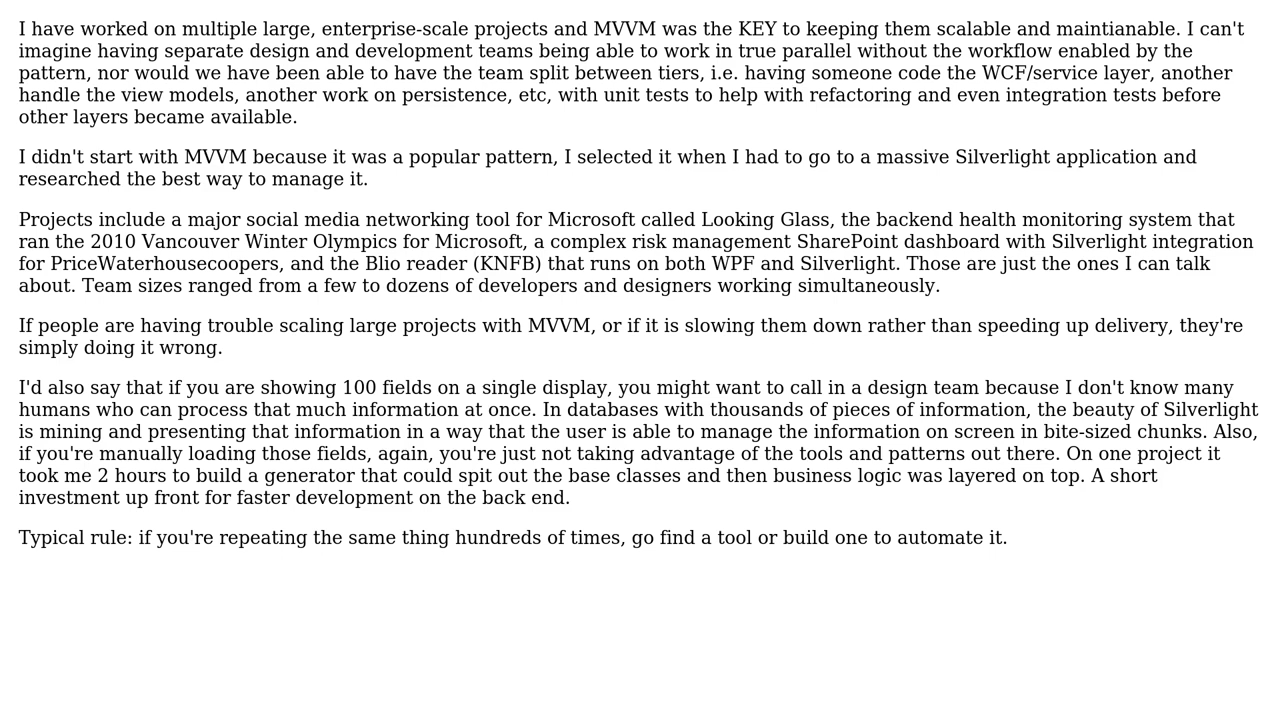 I have worked on multiple large, enterprise-scale projects and MVVM was the KEY to keeping them scalable and maintianable. I can't
imagine having separate design and development teams being able to work in true parallel without the workflow enabled by the
pattern, nor would we have been able to have the team split between tiers, i.e. having someone code the WCF/service layer, another
handle the view models, another work on persistence, etc, with unit tests to help with refactoring and even integration tests before
other layers became available.
I didn't start with MVVM because it was a popular pattern, I selected it when I had to go to a massive Silverlight application and
researched the best way to manage it.
Projects include a major social media networking tool for Microsoft called Looking Glass, the backend health monitoring system that
ran the 2010 Vancouver Winter Olympics for Microsoft, a complex risk management SharePoint dashboard with Silverlight integration
for PriceWaterhousecoopers, and the Blio reader (KNFB) that runs on both WPF and Silverlight. Those are just the ones I can talk
about. Team sizes ranged from a few to dozens of developers and designers working simultaneously.
If people are having trouble scaling large projects with MVVM, or if it is slowing them down rather than speeding up delivery, they're
simply doing it wrong.
I'd also say that if you are showing 100 fields on a single display, you might want to call in a design team because I don't know many
humans who can process that much information at once. In databases with thousands of pieces of information, the beauty of Silverlight
is mining and presenting that information in a way that the user is able to manage the information on screen in bite-sized chunks. Also,
if you're manually loading those fields, again, you're just not taking advantage of the tools and patterns out there. On one project it
took me 2 hours to build a generator that could spit out the base classes and then business logic was layered on top. A short
investment up front for faster development on the back end.
Typical rule: if you're repeating the same thing hundreds of times, go find a tool or build one to automate it.